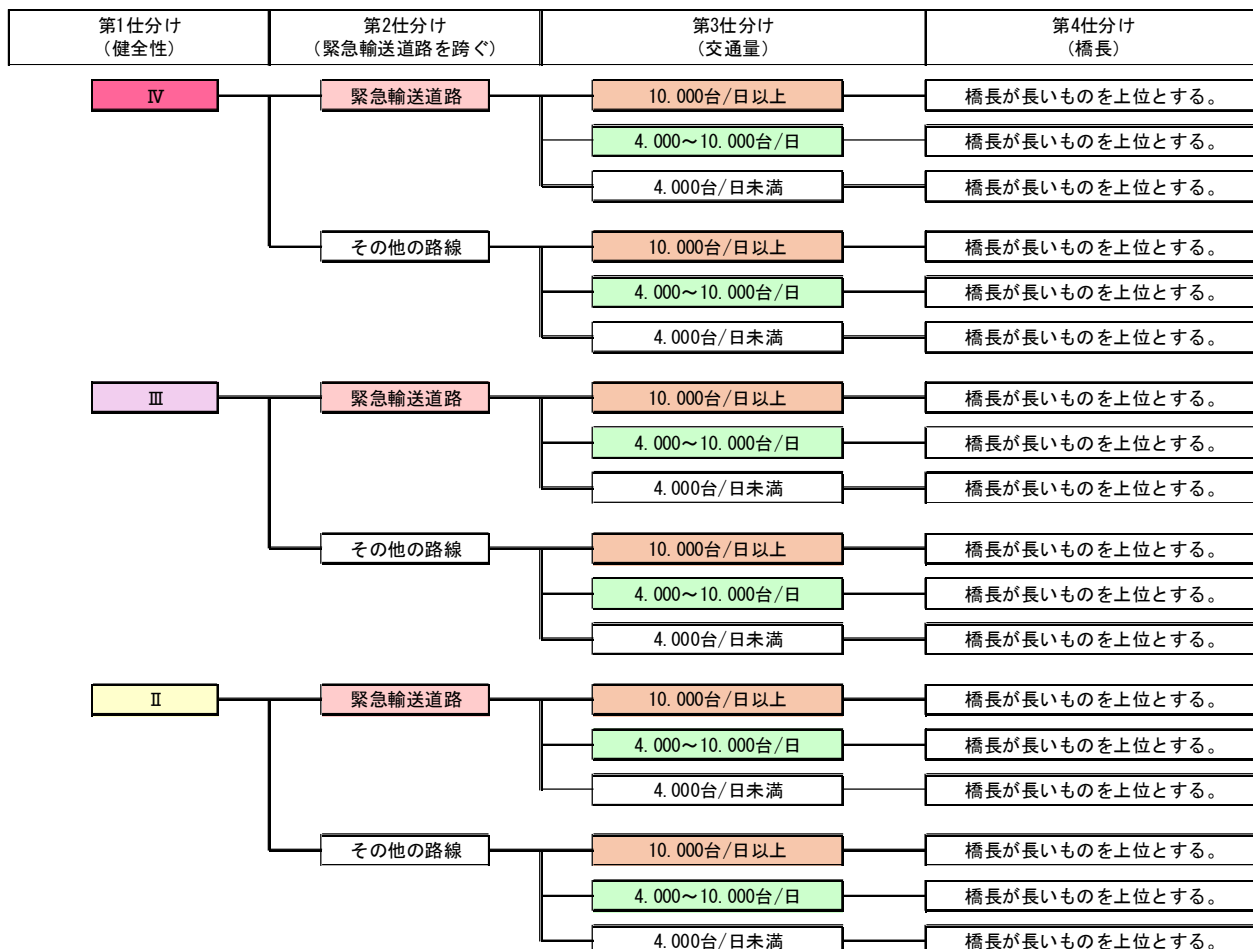 第1仕分け
（健全性）
第2仕分け
（緊急輸送道路を跨ぐ）
第3仕分け
（交通量）
第4仕分け
（橋長）
Ⅳ
緊急輸送道路
10.000台/日以上
橋長が長いものを上位とする。
4.000～10.000台/日
橋長が長いものを上位とする。
4.000台/日未満
橋長が長いものを上位とする。
その他の路線
10.000台/日以上
橋長が長いものを上位とする。
4.000～10.000台/日
橋長が長いものを上位とする。
4.000台/日未満
橋長が長いものを上位とする。
Ⅲ
緊急輸送道路
10.000台/日以上
橋長が長いものを上位とする。
4.000～10.000台/日
橋長が長いものを上位とする。
4.000台/日未満
橋長が長いものを上位とする。
その他の路線
10.000台/日以上
橋長が長いものを上位とする。
4.000～10.000台/日
橋長が長いものを上位とする。
4.000台/日未満
橋長が長いものを上位とする。
Ⅱ
緊急輸送道路
10.000台/日以上
橋長が長いものを上位とする。
4.000～10.000台/日
橋長が長いものを上位とする。
4.000台/日未満
橋長が長いものを上位とする。
その他の路線
10.000台/日以上
橋長が長いものを上位とする。
4.000～10.000台/日
橋長が長いものを上位とする。
4.000台/日未満
橋長が長いものを上位とする。